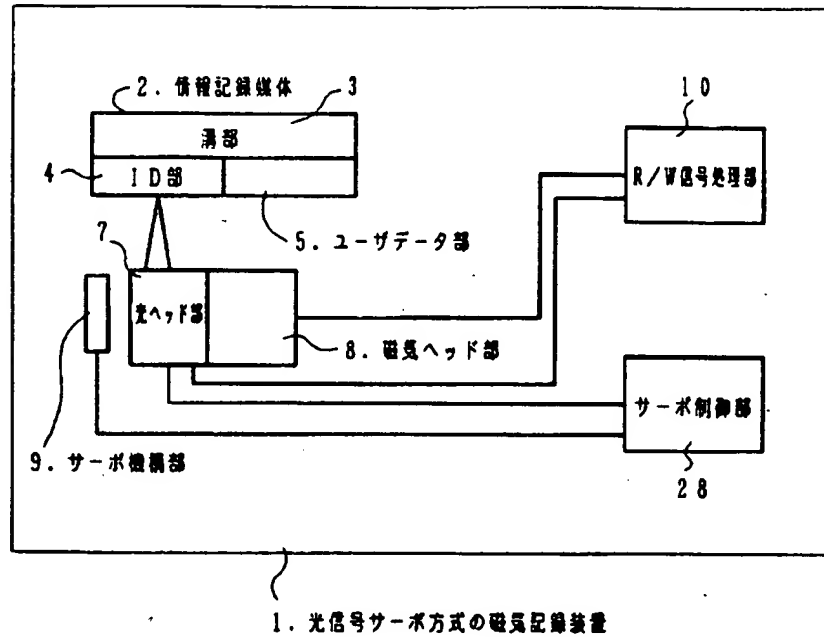 2. 情報記録媒体
3
10
溝部
4
ID部
R/W信号処理部
5. ユーザデータ部
7
光ヘッド部
8. 磁気ヘッド部
サーボ制御部
9. サーボ機構部
28
1. 光信号サーボ方式の磁気記録装置